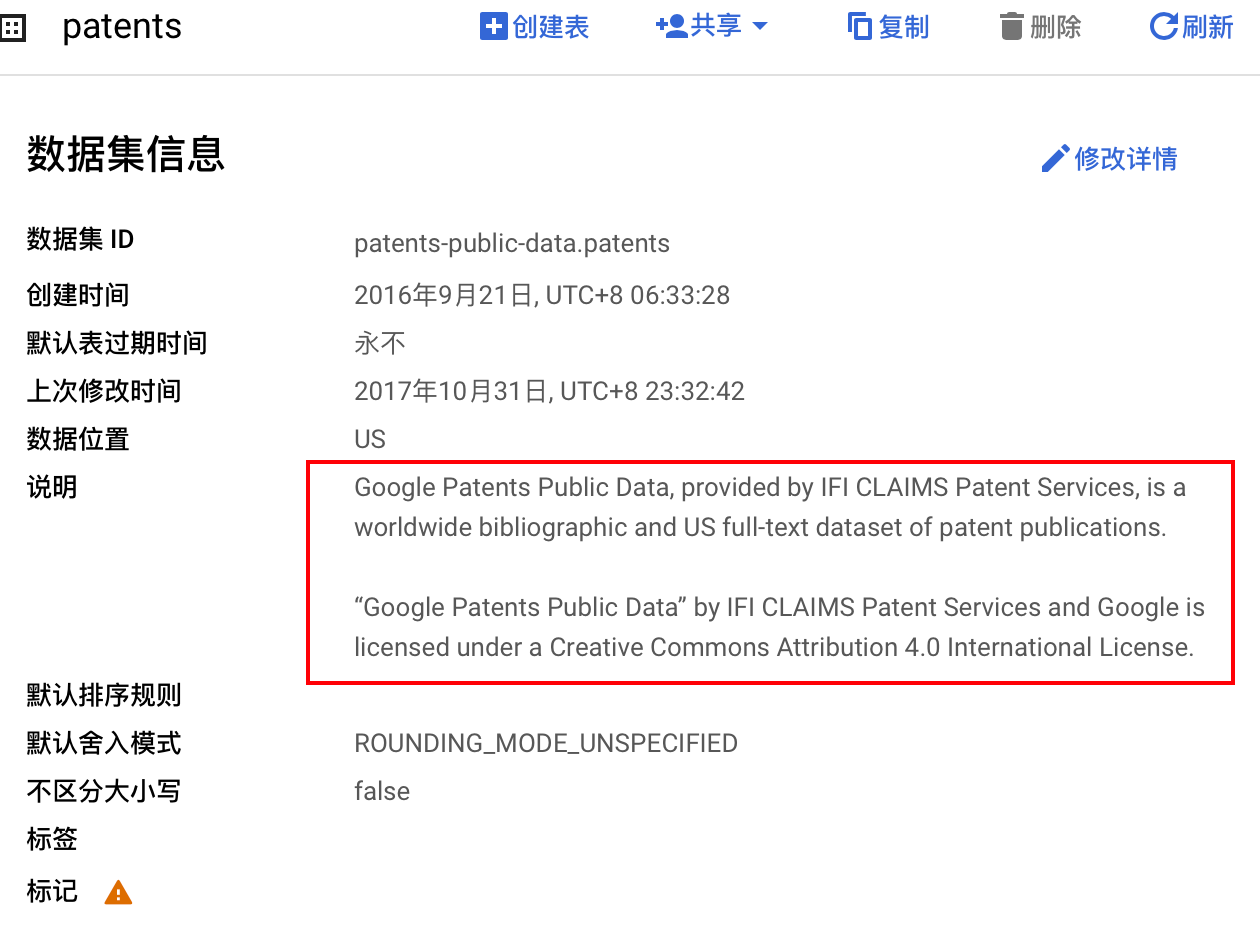 patents 创建表 共享 复制 删除 刷新
数据集信息 修改详情
数据集 ID patents-public-data.patents
创建时间 2016年9月21日, UTC+8 06:33:28
默认表过期时间 永不
上次修改时间 2017年10月31日, UTC+8 23:32:42
数据位置 US
说明 Google Patents Public Data, provided by IFI CLAIMS Patent Services, is a
worldwide bibliographic and US full-text dataset of patent publications.
“Google Patents Public Data” by IFI CLAIMS Patent Services and Google is
licensed under a Creative Commons Attribution 4.0 International License.
默认排序规则
默认舍入模式 ROUNDING_MODE_UNSPECIFIED
不区分大小写 false
标签
标记